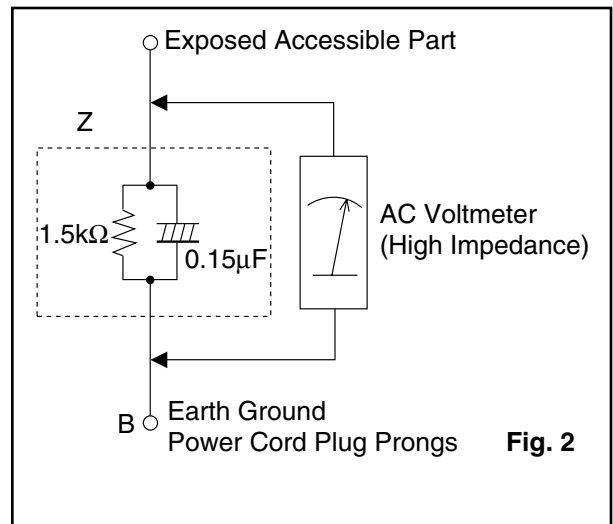 Exposed Accessible Part
Z
1.5kΩ
0.15μF
AC Voltmeter
(High Impedance)
B
Earth Ground
Power Cord Plug Prongs
Fig. 2